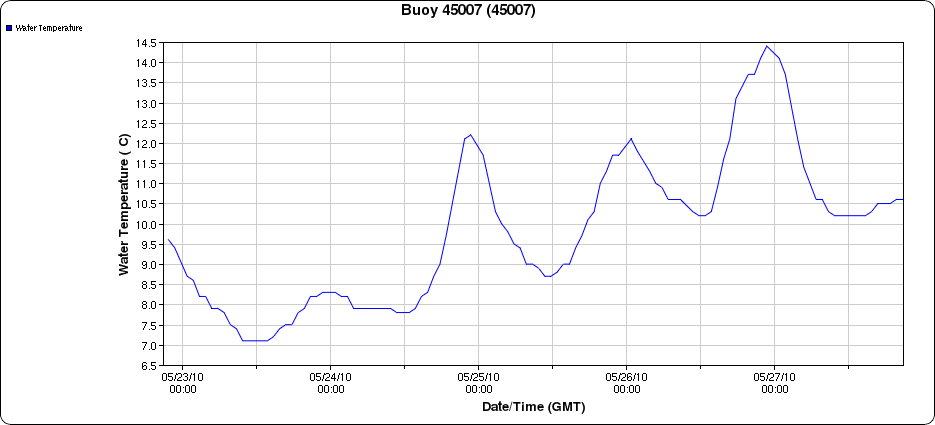 Buoy 45007 (45007)
Water Temperature
14.5
14.0
13.5
13.0
12.5
12.0
11.5
11.0
10.5
10.0
9.5
9.0
8.5
8.0
7.5
7.0
6.5
Water Temperature ( C)
05/23/10 05/24/10 05/25/10 05/26/10 05/27/10
00:00 00:00 00:00 00:00 00:00
Date/Time (GMT)